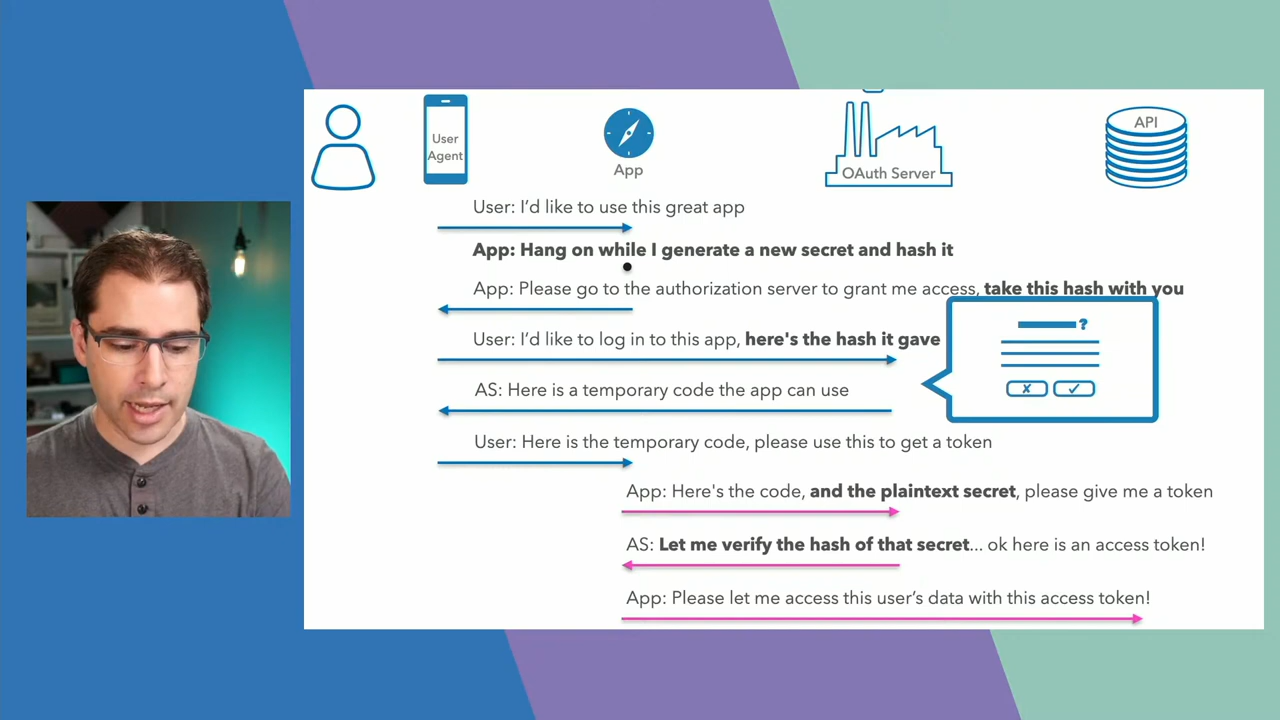 User
Agent
App
OAuth Server
API
User: I’d like to use this great app
App: Hang on while I generate a new secret and hash it
App: Please go to the authorization server to grant me access, take this hash with you
User: I’d like to log in to this app, here's the hash it gave
?
AS: Here is a temporary code the app can use
User: Here is the temporary code, please use this to get a token
App: Here's the code, and the plaintext secret, please give me a token
AS: Let me verify the hash of that secret... ok here is an access token!
App: Please let me access this user’s data with this access token!